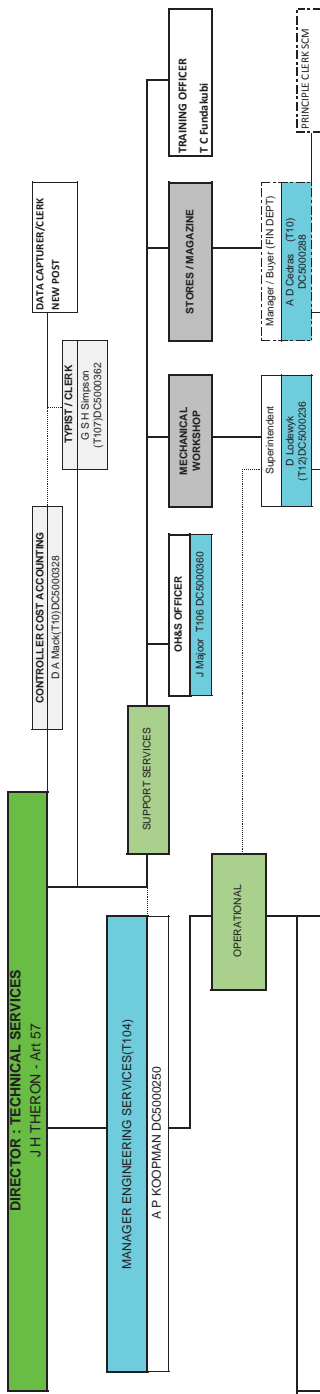 DIRECTOR : TECHNICAL SERVICES
J H THERON - Art 57
CONTROLLER COST ACCOUNTING
D A Mack(T10)DC5000328
DATA CAPTURER/CLERK
NEW POST
TYPIST / CLERK
G S H Simpson
(T107)DC5000362
MANAGER ENGINEERING SERVICES(T104)
A P KOOPMAN DC5000250
SUPPORT SERVICES
OH&S OFFICER
J Majoor T106 DC5000360
MECHANICAL
WORKSHOP
STORES / MAGAZINE
TRAINING OFFICER
T C Fundakubi
OPERATIONAL
Superintendent
D Lodewyk
(T12)DC5000236
Manager / Buyer (FIN DEPT)
A D Cedras (T10)
DC5000288
PRINCIPLE CLERK SCM